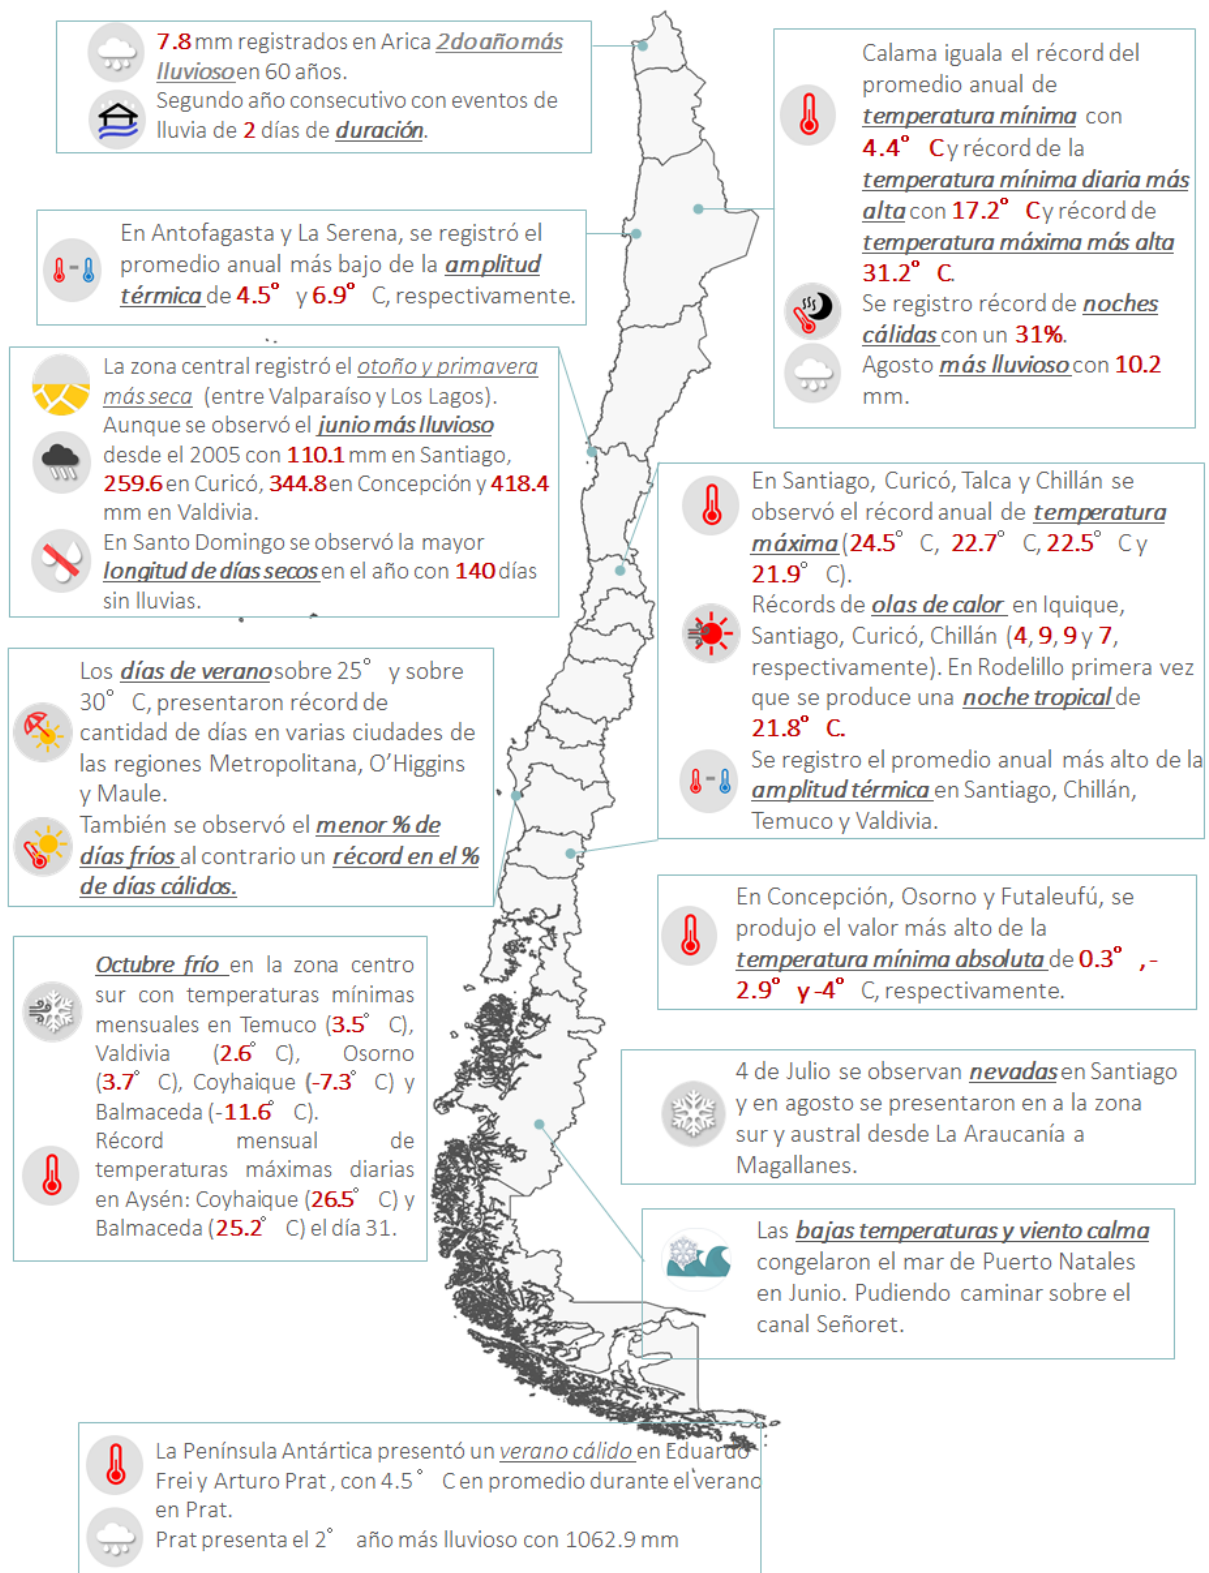 7.8 mm registrados en Arica 2do año más
lluvioso en 60 años.
Segundo año consecutivo con eventos de
lluvia de 2 días de duración.
Calama iguala el récord del
promedio anual de
temperatura mínima con
4.4° C y récord de la
temperatura mínima diaria más
alta con 17.2° C y récord de
temperatura máxima más alta
31.2° C.
Se registro récord de noches
cálidas con un 31%.
Agosto más lluvioso con 10.2
mm.
En Antofagasta y La Serena, se registró el
promedio anual más bajo de la amplitud
térmica de 4.5° y 6.9° C, respectivamente.
La zona central registró el otoño y primavera
más seca (entre Valparaíso y Los Lagos).
Aunque se observó el junio más lluvioso
desde el 2005 con 110.1 mm en Santiago,
259.6 en Curicó, 344.8 en Concepción y 418.4
mm en Valdivia.
En Santo Domingo se observó la mayor
longitud de días secos en el año con 140 días
sin lluvias.
En Santiago, Curicó, Talca y Chillán se
observó el récord anual de temperatura
máxima (24.5° C, 22.7° C, 22.5° C y
21.9° C).
Récords de olas de calor en Iquique,
Santiago, Curicó, Chillán (4, 9, 9 y 7,
respectivamente). En Rodelillo primera vez
que se produce una noche tropical de
21.8° C.
Se registro el promedio anual más alto de la
amplitud térmica en Santiago, Chillán,
Temuco y Valdivia.
Los días de verano sobre 25° y sobre
30° C, presentaron récord de
cantidad de días en varias ciudades de
las regiones Metropolitana, O’Higgins
y Maule.
También se observó el menor % de
días fríos al contrario un récord en el %
de días cálidos.
En Concepción, Osorno y Futaleufú, se
produjo el valor más alto de la
temperatura mínima absoluta de 0.3° , -
2.9° y -4° C, respectivamente.
Octubre frío en la zona centro
sur con temperaturas mínimas
mensuales en Temuco (3.5° C),
Valdivia (2.6° C), Osorno
(3.7° C), Coyhaique (-7.3° C) y
Balmaceda (-11.6° C).
Récord mensual de
temperaturas máximas diarias
en Aysén: Coyhaique (26.5° C) y
Balmaceda (25.2° C) el día 31.
4 de Julio se observan nevadas en Santiago
y en agosto se presentaron en a la zona
sur y austral desde La Araucanía a
Magallanes.
Las bajas temperaturas y viento calma
congelaron el mar de Puerto Natales
en Junio. Pudiendo caminar sobre el
canal Señoret.
La Península Antártica presentó un verano cálido en Eduardo
Frei y Arturo Prat , con 4.5° C en promedio durante el verano
en Prat.
Prat presenta el 2° año más lluvioso con 1062.9 mm